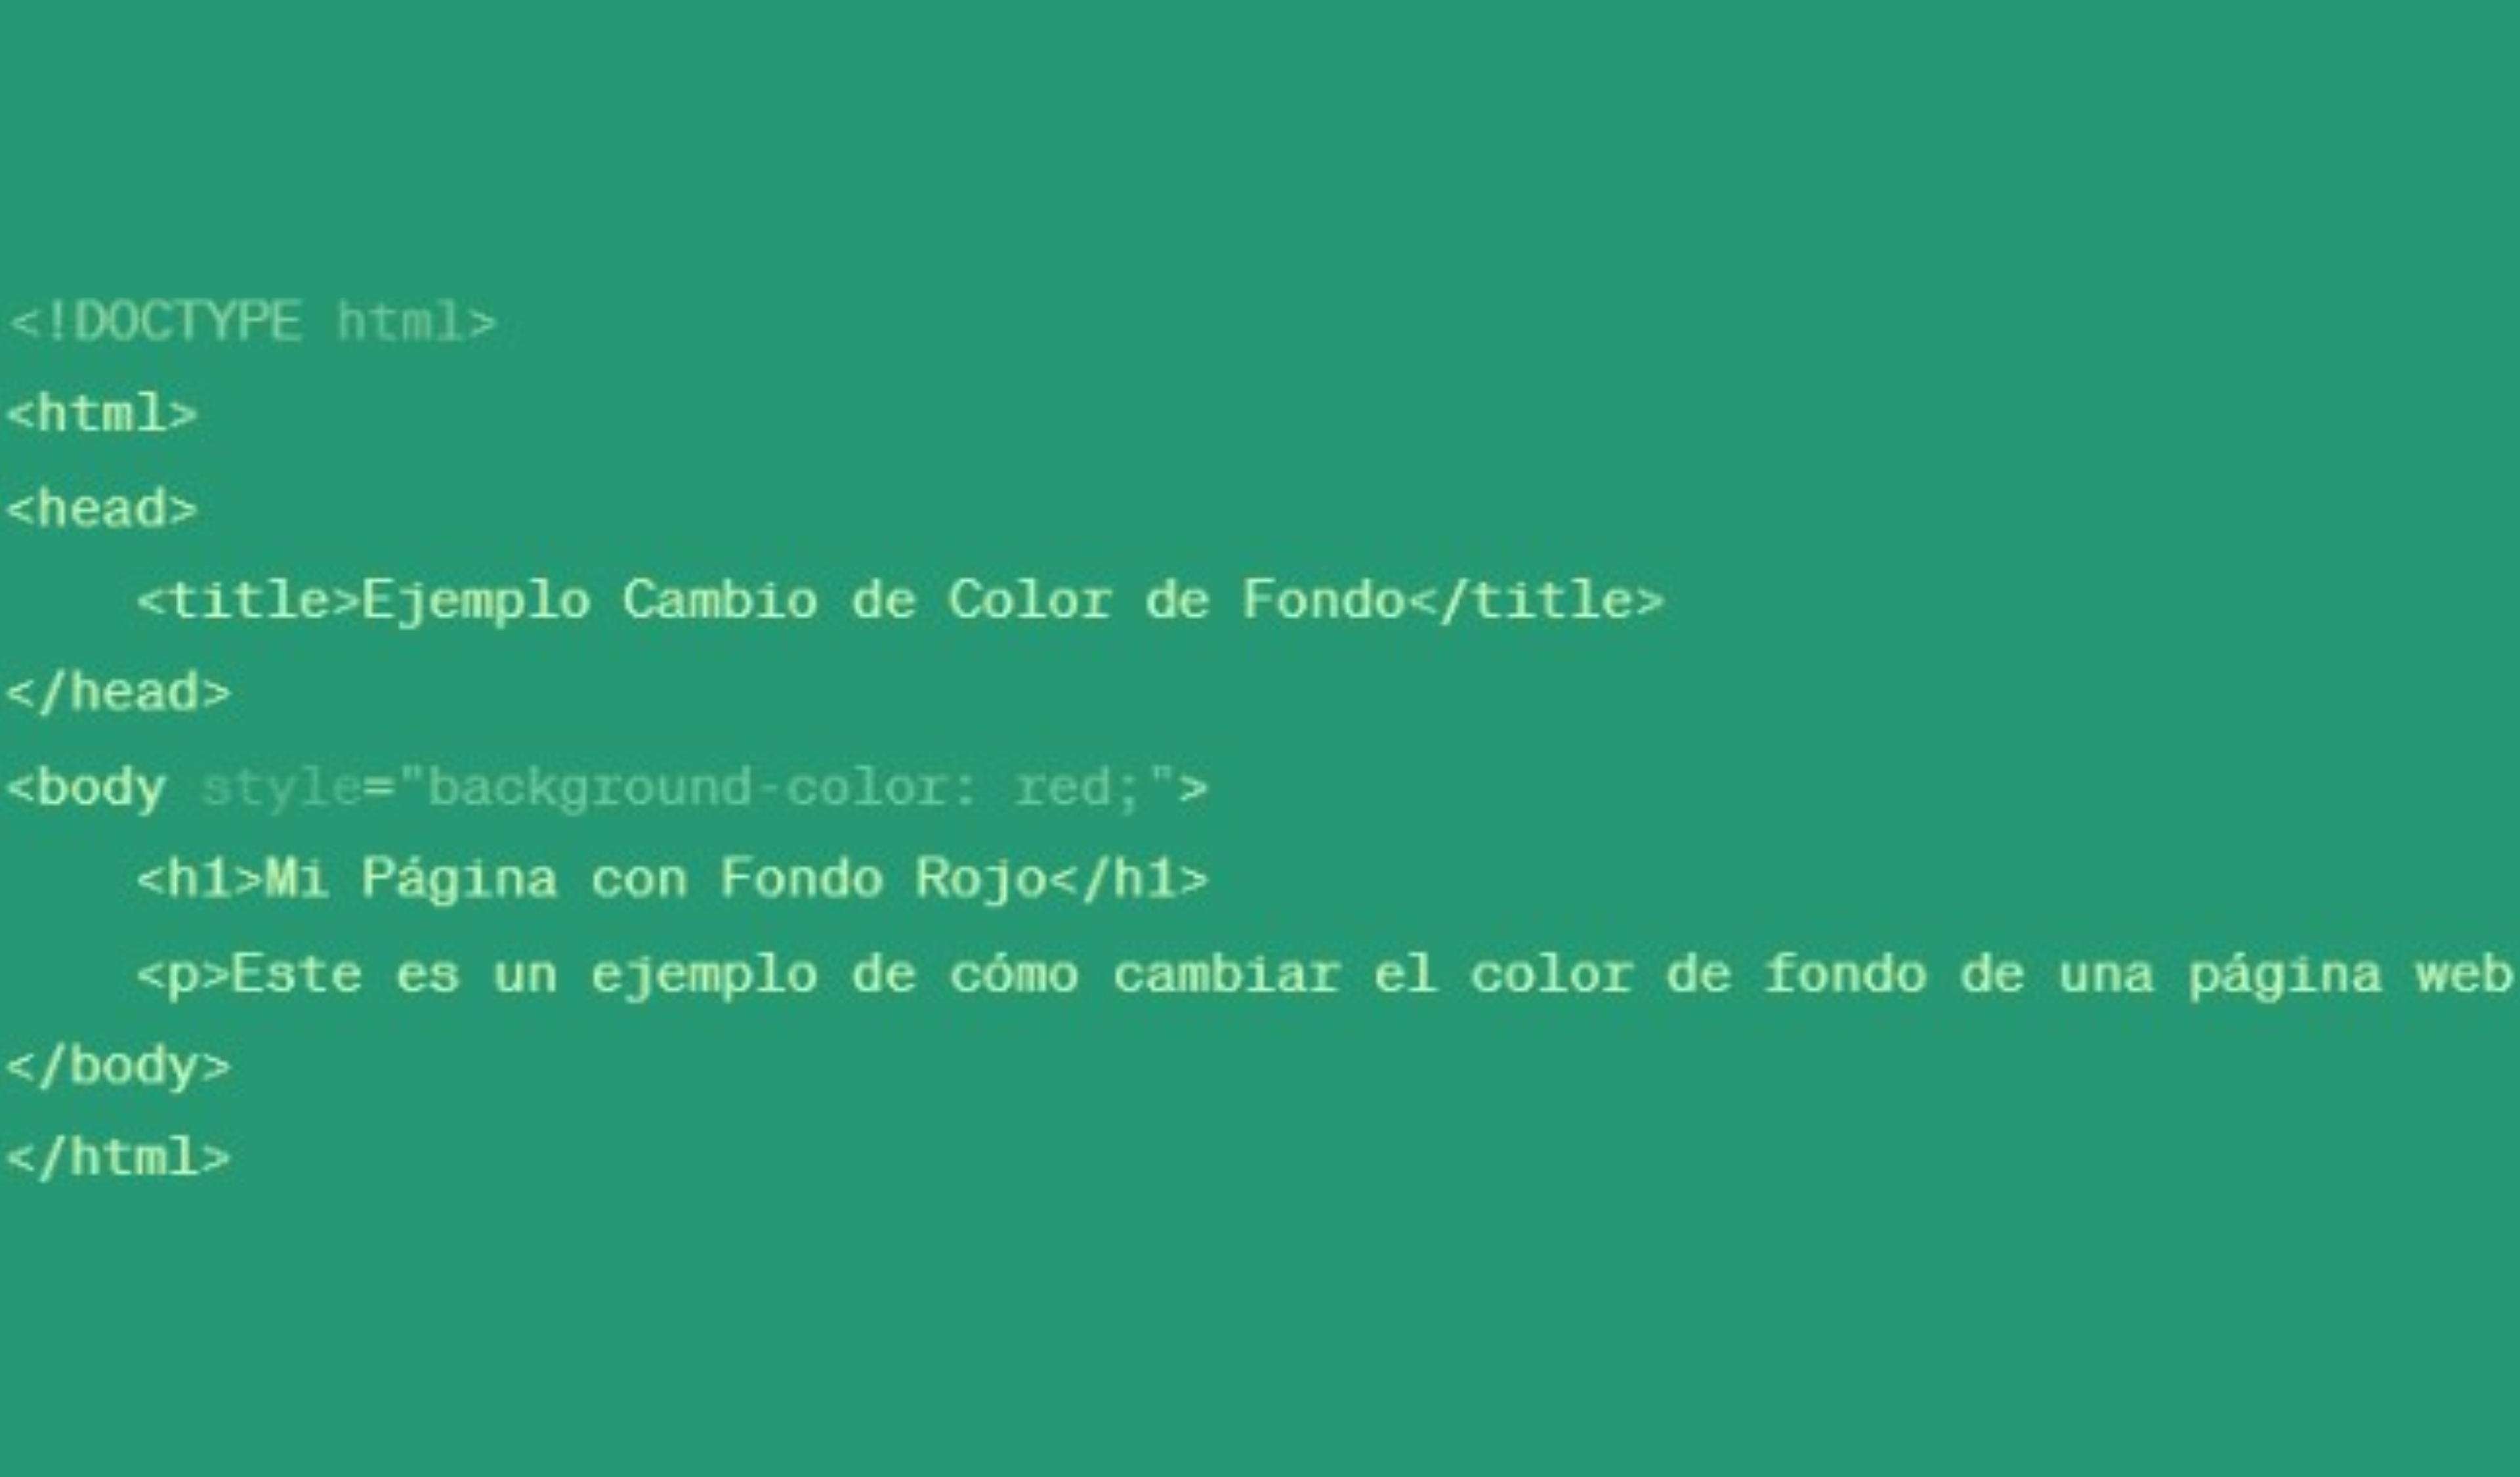 <!DOCTYPE html>
<html>
<head>
    <title>Ejemplo Cambio de Color de Fondo</title>
</head>
<body style="background-color: red;">
    <h1>Mi Página con Fondo Rojo</h1>
    <p>Este es un ejemplo de cómo cambiar el color de fondo de una página web
</body>
</html>